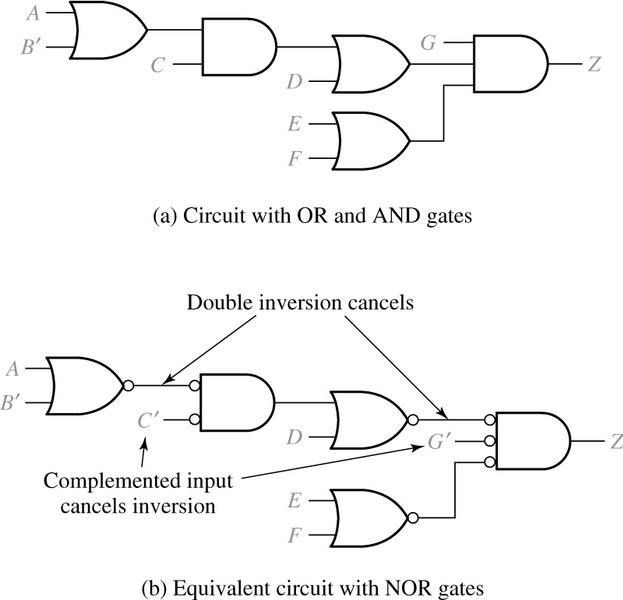 A
B′
C
D
G
Z
E
F
(a) Circuit with OR and AND gates
Double inversion cancels
A
B′
C′
D
G′
Z
Complemented input
cancels inversion
E
F
(b) Equivalent circuit with NOR gates